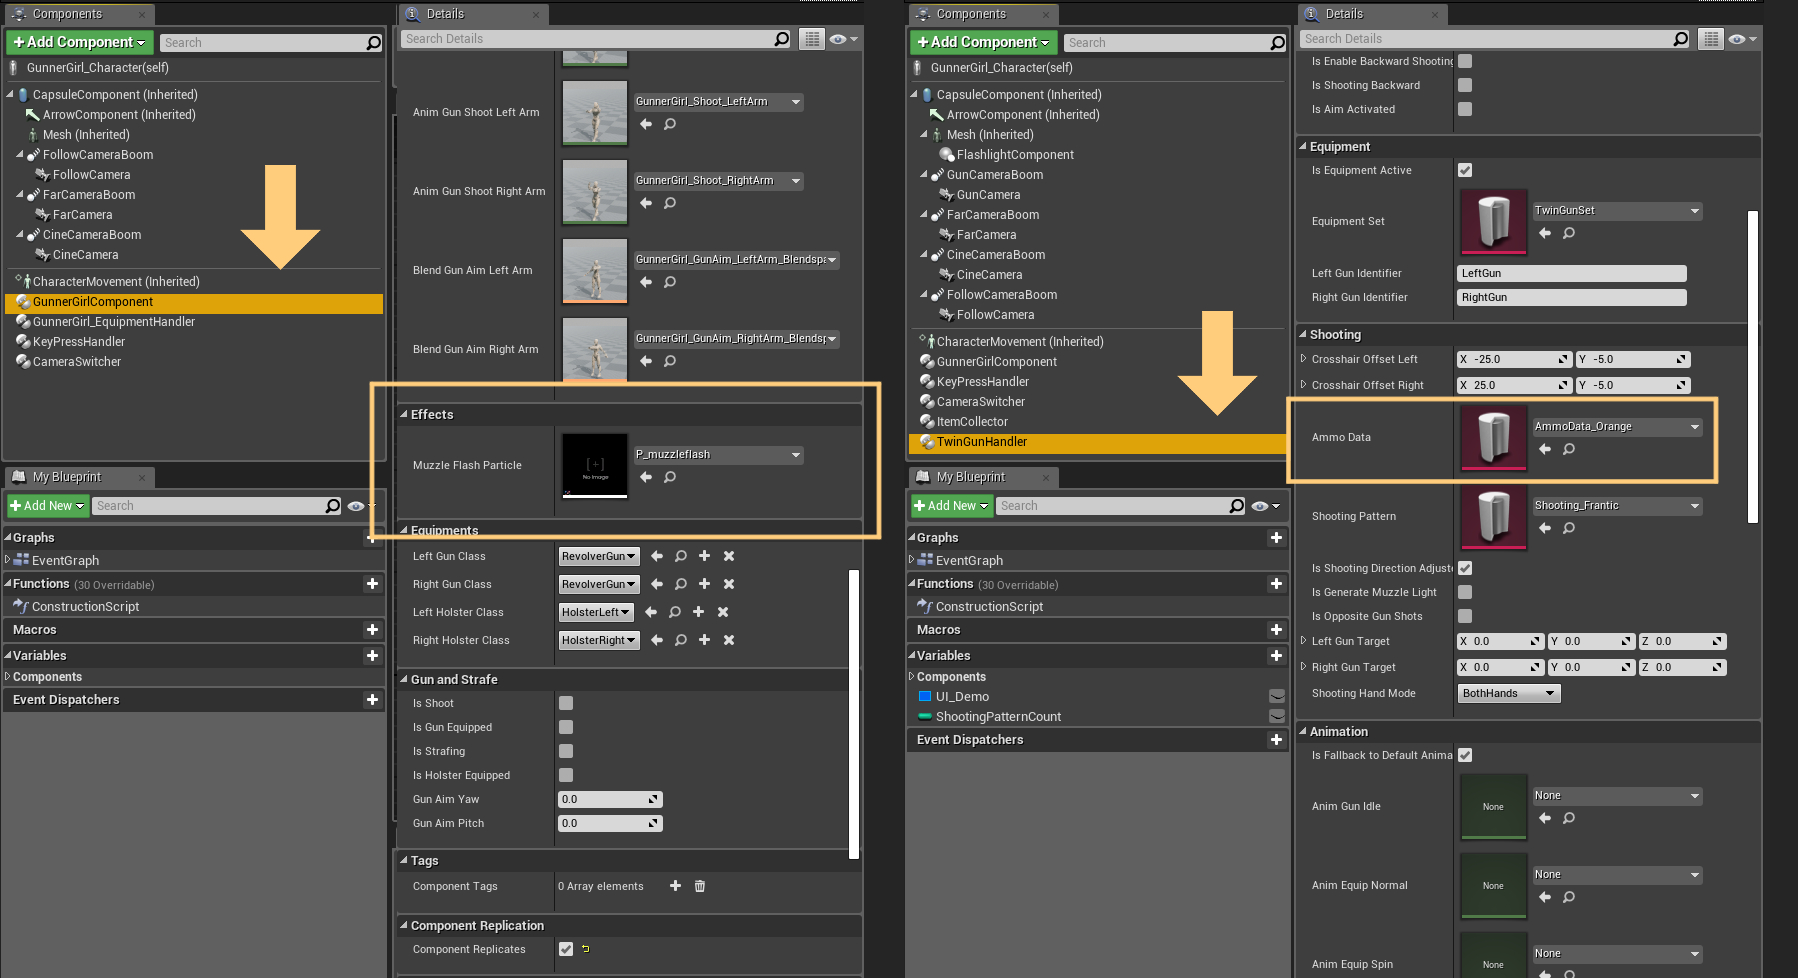 Components
Add Component
Search
GunnerGirl_Character(self)
CapsuleComponent (Inherited)
ArrowComponent (Inherited)
Mesh (Inherited)
FollowCameraBoom
FollowCamera
FarCameraBoom
FarCamera
CineCameraBoom
CineCamera
CharacterMovement (Inherited)
GunnerGirlComponent
GunnerGirl_EquipmentHandler
KeyPressHandler
CameraSwitcher
My Blueprint
Add New
Search
Graphs
EventGraph
Functions (30 Overridable)
ConstructionScript
Macros
Variables
Components
Event Dispatchers
Details
Search Details
Anim Gun Shoot Left Arm
GunnerGirl_Shoot_LeftArm
Anim Gun Shoot Right Arm
GunnerGirl_Shoot_RightArm
Blend Gun Aim Left Arm
GunnerGirl_GunAim_LeftArm_Blendspa
Blend Gun Aim Right Arm
GunnerGirl_GunAim_RightArm_Blendsp
Effects
Muzzle Flash Particle
[+]
No Image
P_muzzleflash
Equipments
Left Gun Class RevolverGun
Right Gun Class RevolverGun
Left Holster Class HolsterLeft
Right Holster Class HolsterRight
Gun and Strafe
Is Shoot
Is Gun Equipped
Is Strafing
Is Holster Equipped
Gun Aim Yaw 0.0
Gun Aim Pitch 0.0
Tags
Component Tags 0 Array elements
Component Replication
Component Replicates
Components
Add Component
Search
GunnerGirl_Character(self)
CapsuleComponent (Inherited)
ArrowComponent (Inherited)
Mesh (Inherited)
FlashlightComponent
GunCameraBoom
GunCamera
FarCameraBoom
FarCamera
CineCameraBoom
CineCamera
FollowCameraBoom
FollowCamera
CharacterMovement (Inherited)
GunnerGirlComponent
KeyPressHandler
CameraSwitcher
ItemCollector
TwinGunHandler
My Blueprint
Add New
Search
Graphs
EventGraph
Functions (30 Overridable)
ConstructionScript
Macros
Variables
Components
UI_Demo
ShootingPatternCount
Event Dispatchers
Details
Search Details
Is Enable Backward Shooting
Is Shooting Backward
Is Aim Activated
Equipment
Is Equipment Active
Equipment Set
TwinGunSet
Left Gun Identifier LeftGun
Right Gun Identifier RightGun
Shooting
Crosshair Offset Left X -25.0 Y -5.0
Crosshair Offset Right X 25.0 Y -5.0
Ammo Data
AmmoData_Orange
Shooting Pattern
Shooting_Frantic
Is Shooting Direction Adjuste
Is Generate Muzzle Light
Is Opposite Gun Shots
Left Gun Target X 0.0 Y 0.0 Z 0.0
Right Gun Target X 0.0 Y 0.0 Z 0.0
Shooting Hand Mode BothHands
Animation
Is Fallback to Default Anima
Anim Gun Idle None None
Anim Equip Normal None None
Anim Equip Spin None None